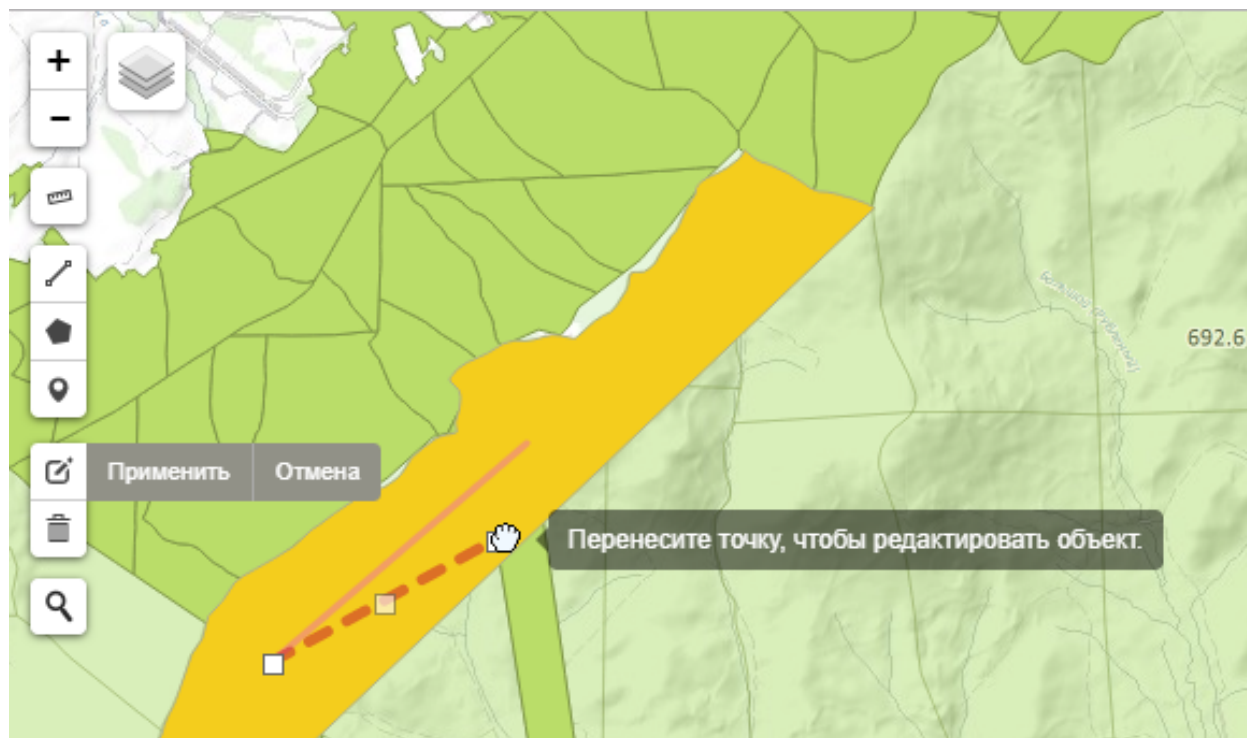 +
−
692.6
Применить
Отмена
Перенесите точку, чтобы редактировать объект.